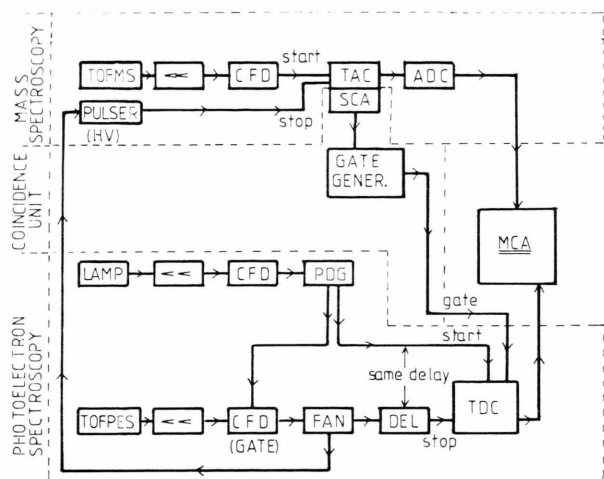 MASS
SPECTROSCOPY
TOFMS
<<
CFD
start
TAC
ADC
PULSER
(HV)
stop
SCA
COINCIDENCE
UNIT
GATE
GENER.
MCA
LAMP
<<
CFD
PDG
gate
start
same delay
PHOTOELECTRON
SPECTROSCOPY
TOFPES
<<
CFD
(GATE)
FAN
DEL
stop
TDC